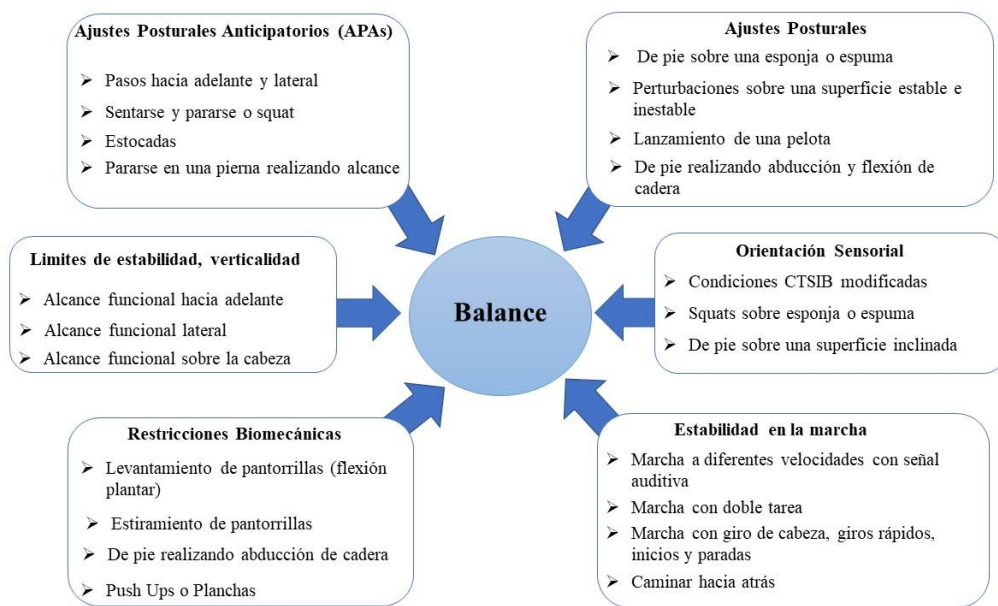 Ajustes Posturales Anticipatorios (APAs)
➤ Pasos hacia adelante y lateral
➤ Sentarse y pararse o squat
➤ Estocadas
➤ Pararse en una pierna realizando alcance
Ajustes Posturales
➤ De pie sobre una esponja o espuma
➤ Perturbaciones sobre una superficie estable e
inestable
➤ Lanzamiento de una pelota
➤ De pie realizando abducción y flexión de
cadera
Limites de estabilidad, verticalidad
➤ Alcance funcional hacia adelante
➤ Alcance funcional lateral
➤ Alcance funcional sobre la cabeza
Balance
Orientación Sensorial
➤ Condiciones CTSIB modificadas
➤ Squats sobre esponja o espuma
➤ De pie sobre una superficie inclinada
Restricciones Biomecánicas
➤ Levantamiento de pantorrillas (flexión
plantar)
➤ Estiramiento de pantorrillas
➤ De pie realizando abducción de cadera
➤ Push Ups o Planchas
Estabilidad en la marcha
➤ Marcha a diferentes velocidades con señal
auditiva
➤ Marcha con doble tarea
➤ Marcha con giro de cabeza, giros rápidos,
inicios y paradas
➤ Caminar hacia atrás